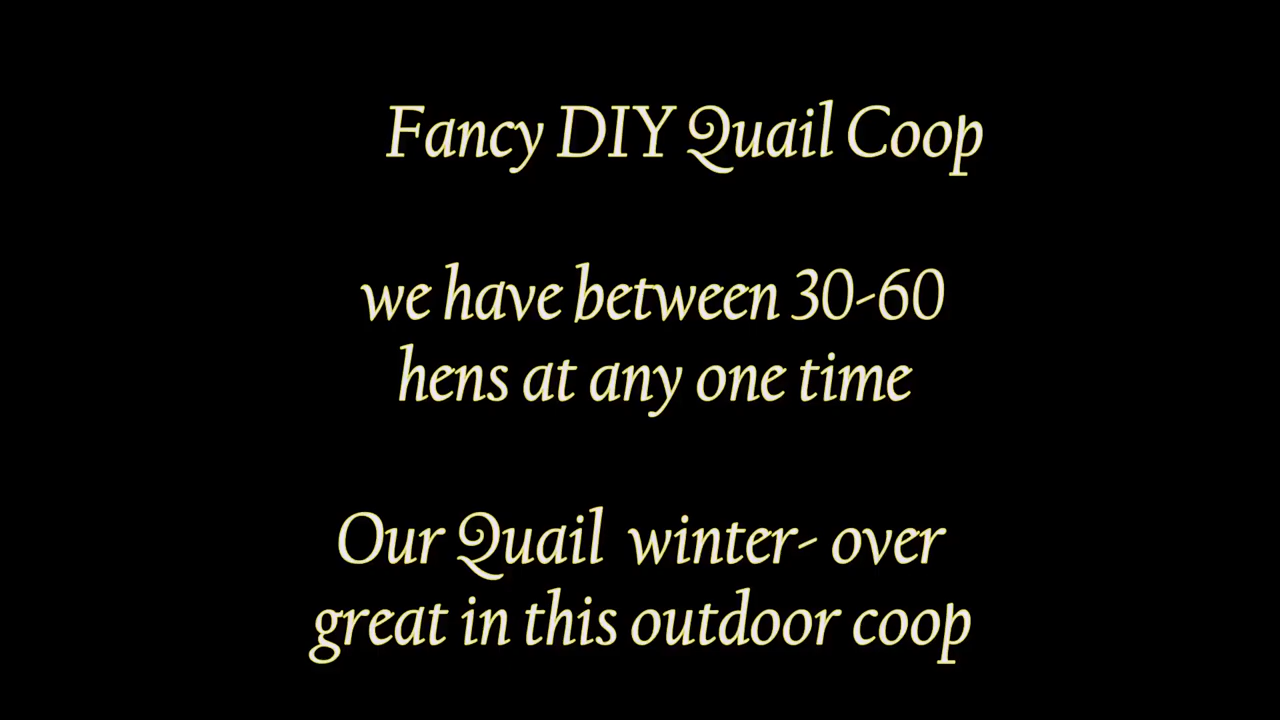 Fancy DIY Quail Coop
we have between 30-60
hens at any one time
Our Quail winter- over
great in this outdoor coop